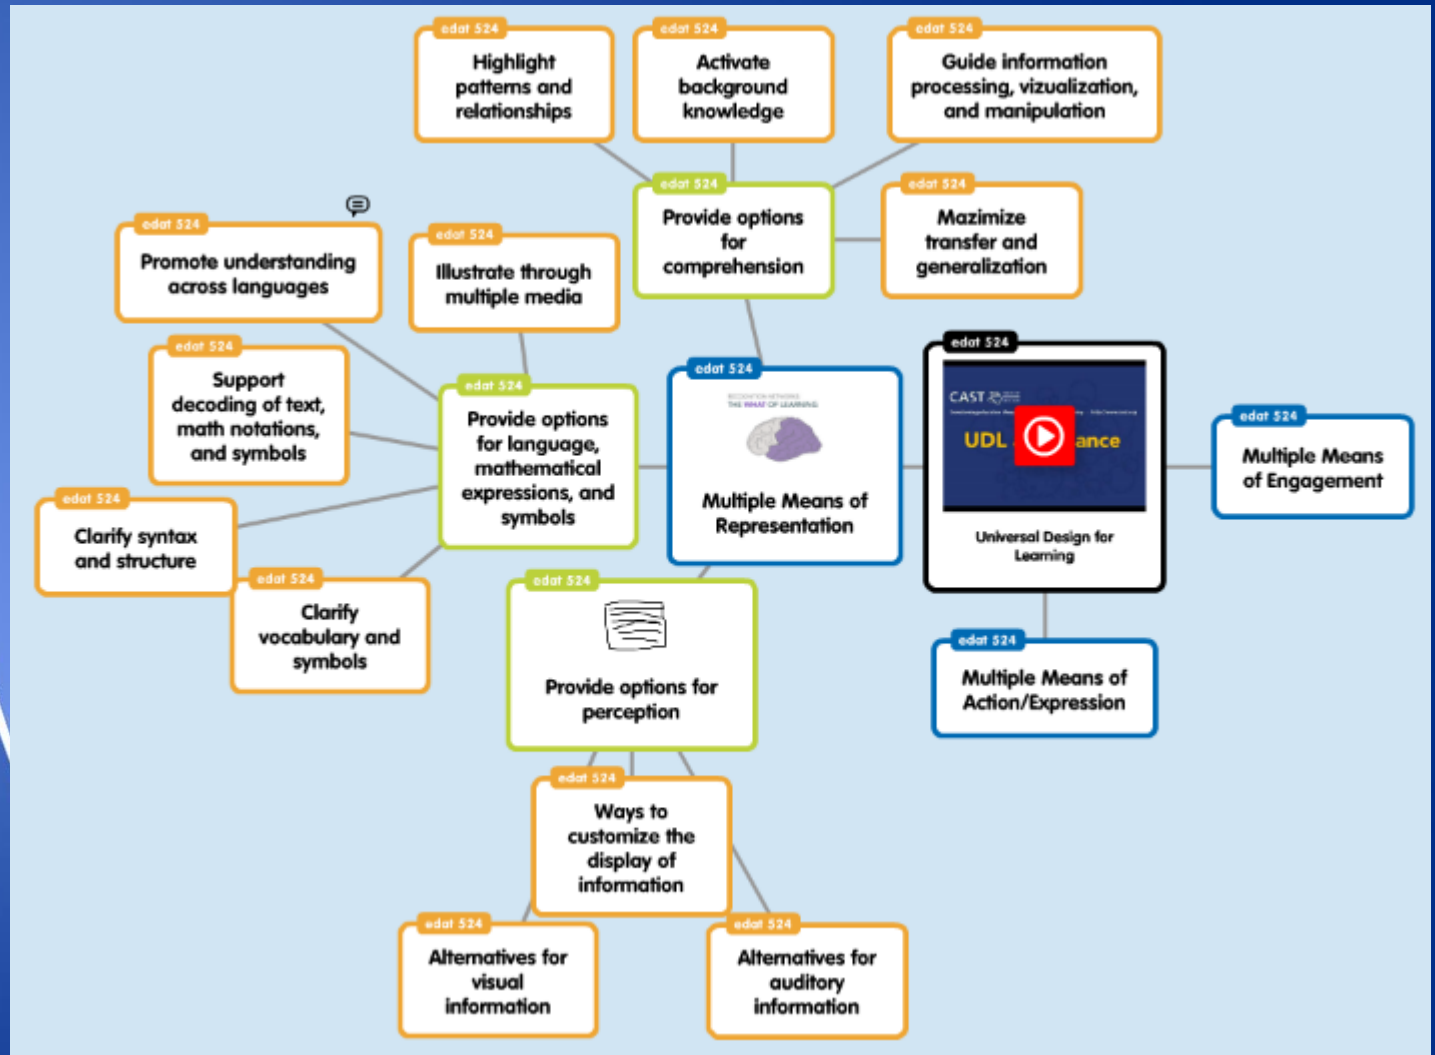 edat 524
Highlight
patterns and
relationships
edat 524
Activate
background
knowledge
edat 524
Guide information
processing, vizualization,
and manipulation
edat 524
Provide options
for
comprehension
edat 524
Mazimize
transfer and
generalization
edat 524
Promote understanding
across languages
edat 524
Illustrate through
multiple media
edat 524
Support
decoding of text,
math notations,
and symbols
edat 524
Provide options
for language,
mathematical
expressions, and
symbols
edat 524
RECOGNITION NETWORKS
THE WHAT OF LEARNING
Multiple Means of
Representation
edat 524
CAST
UDL
ance
Universal Design for
Learning
edat 524
Multiple Means
of Engagement
edat 524
Clarify syntax
and structure
edat 524
Clarify
vocabulary and
symbols
edat 524
Provide options for
perception
edat 524
Multiple Means of
Action/Expression
edat 524
Ways to
customize the
display of
information
edat 524
Alternatives for
visual
information
edat 524
Alternatives for
auditory
information